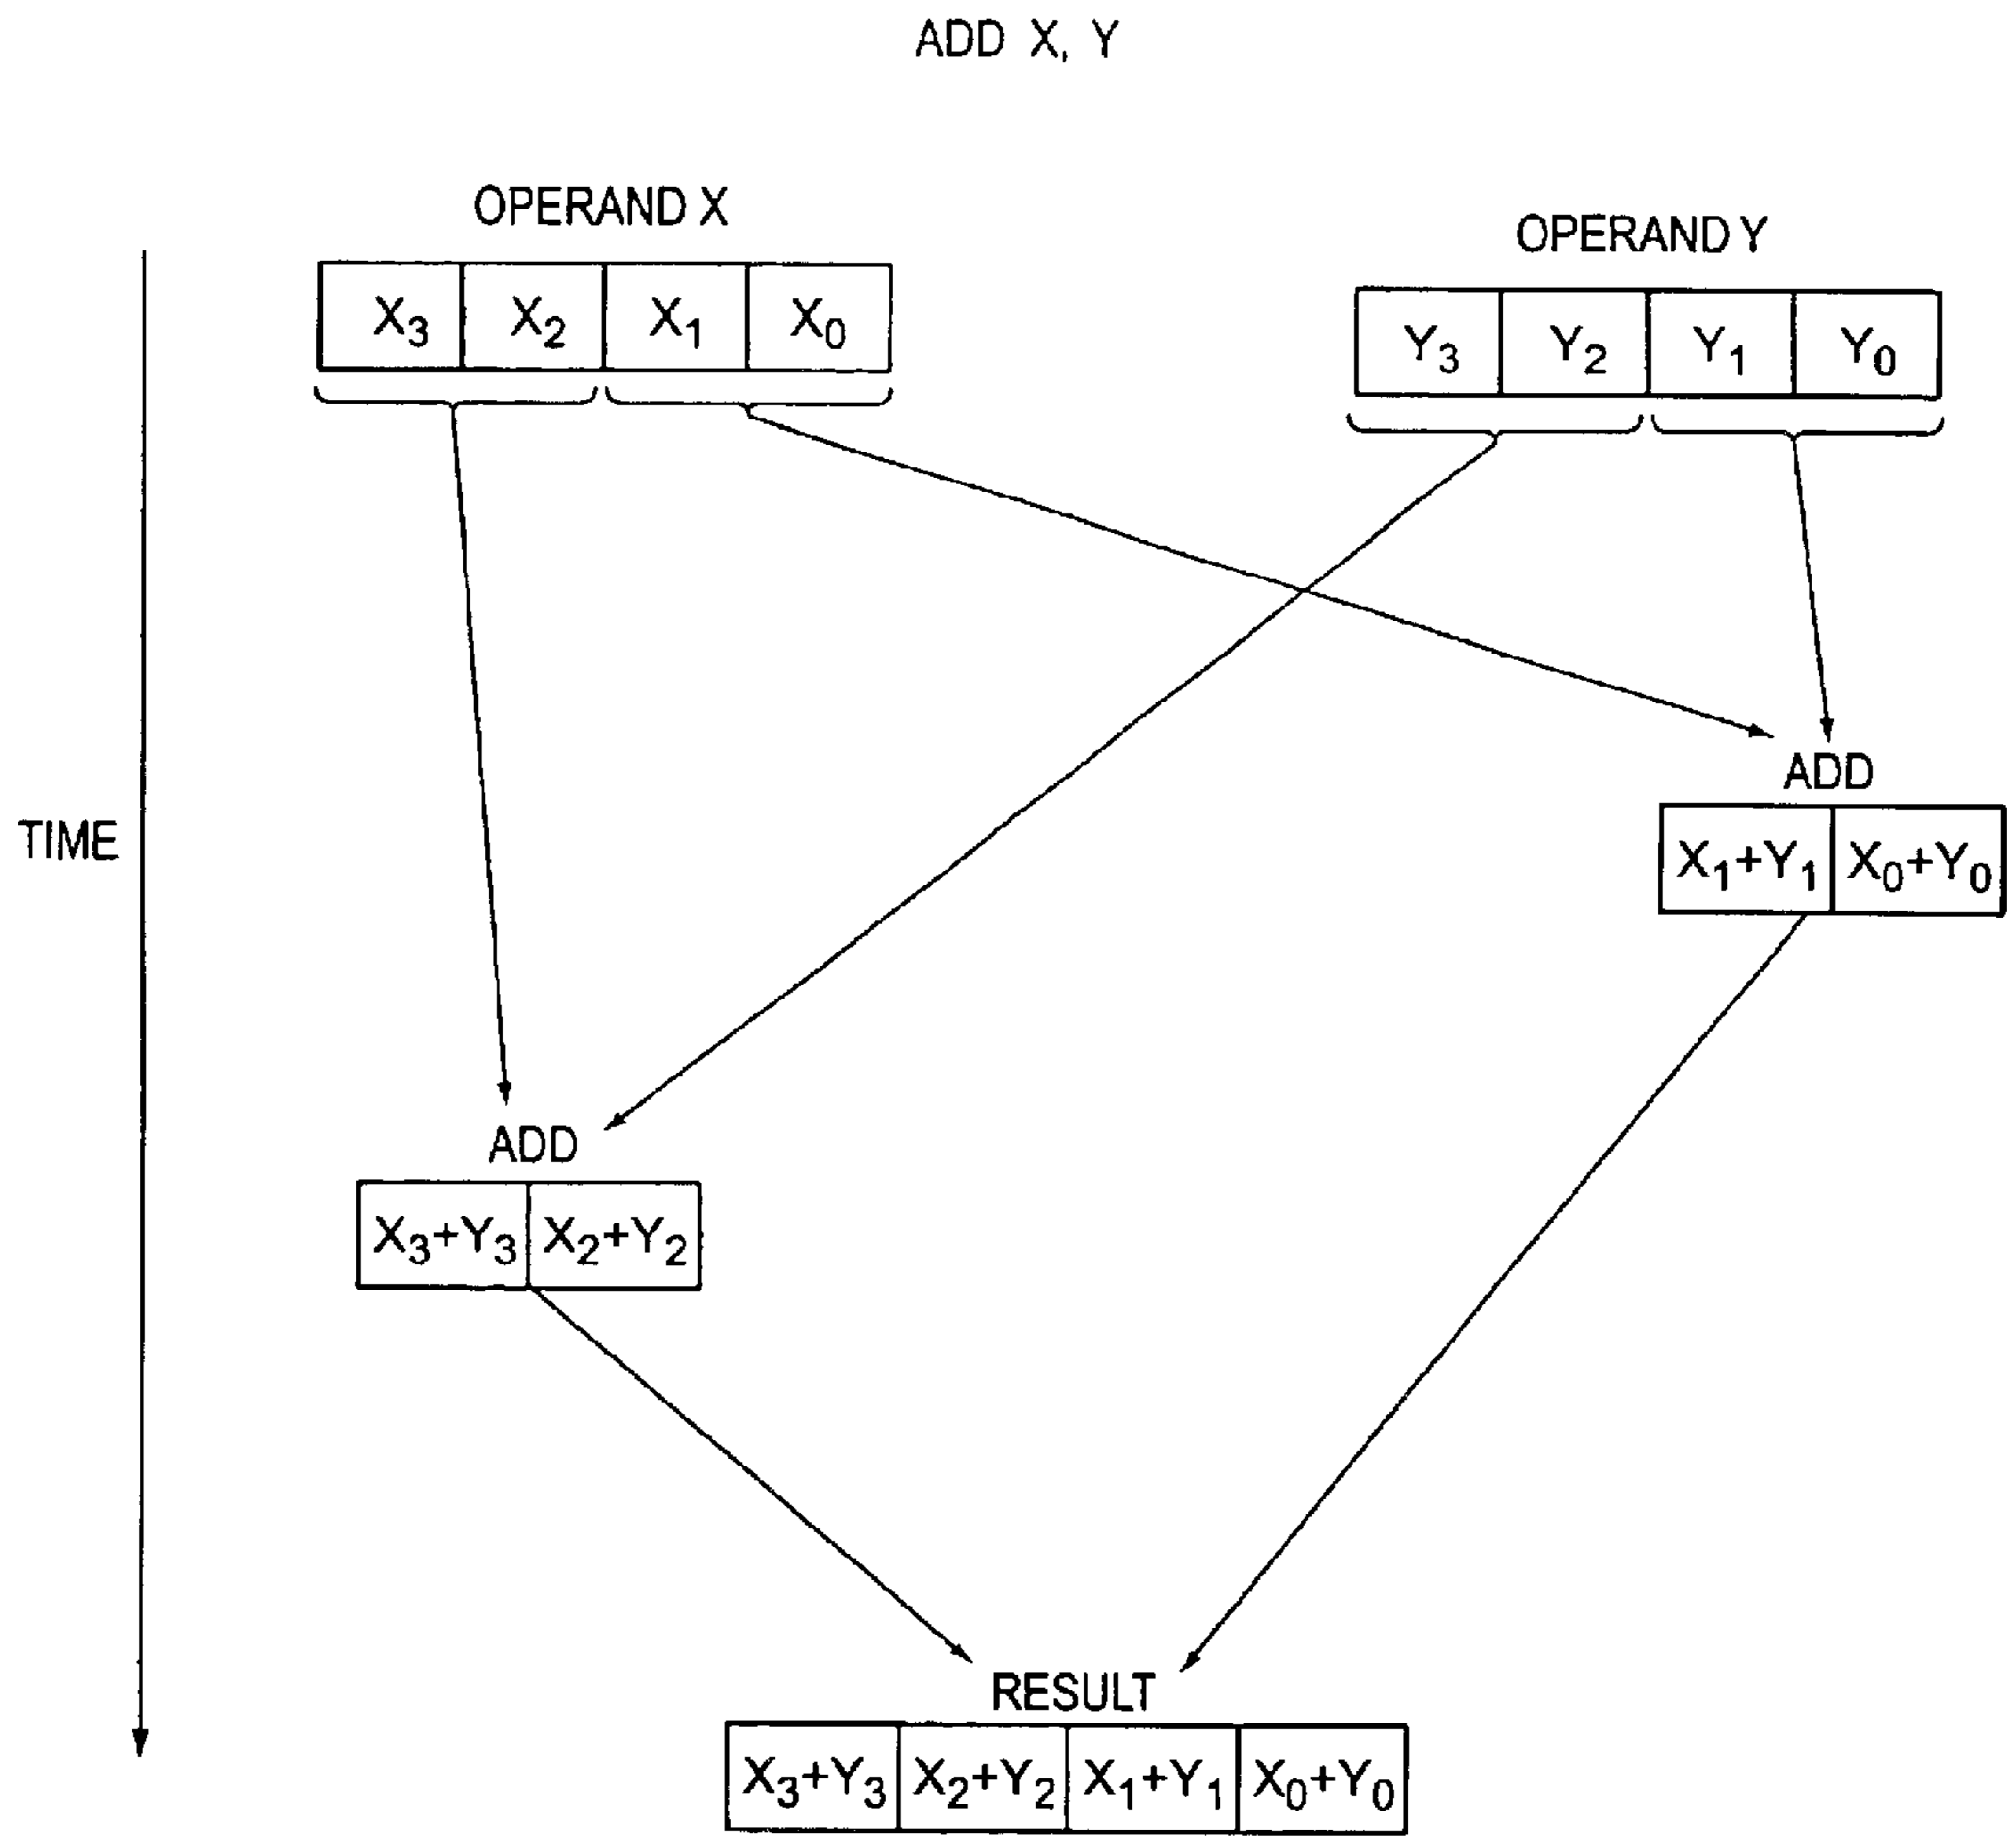 ADD X, Y
OPERAND X
OPERAND Y
X₃ X₂ X₁ X₀
Y₃ Y₂ Y₁ Y₀
ADD
TIME
X₁+Y₁ X₀+Y₀
ADD
X₃+Y₃ X₂+Y₂
RESULT
X₃+Y₃ X₂+Y₂ X₁+Y₁ X₀+Y₀